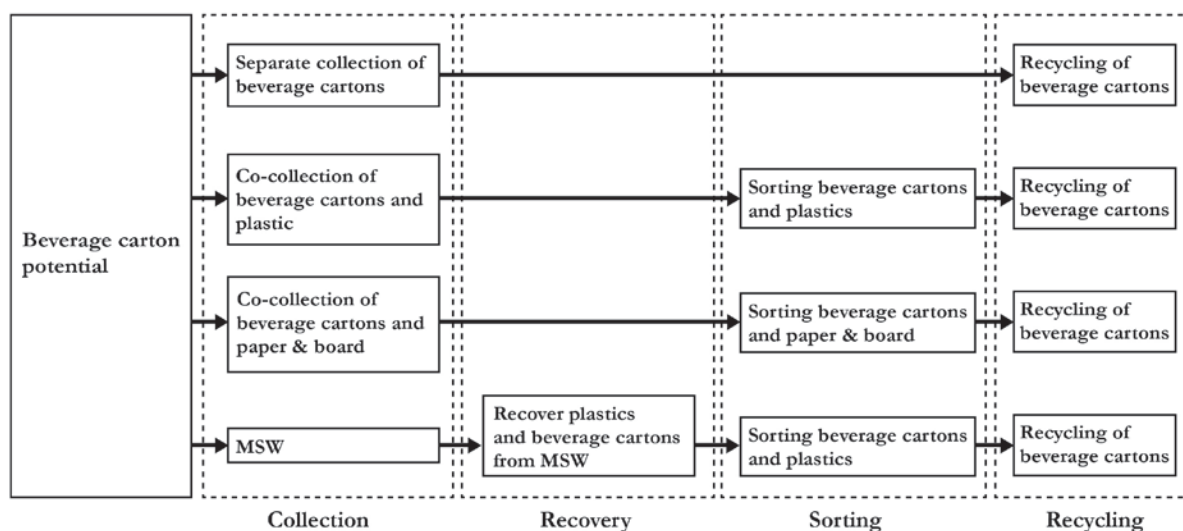 Beverage carton
potential
Separate collection of
beverage cartons
Recycling of
beverage cartons
Co-collection of
beverage cartons and
plastic
Sorting beverage cartons
and plastics
Recycling of
beverage cartons
Co-collection of
beverage cartons and
paper & board
Sorting beverage cartons
and paper & board
Recycling of
beverage cartons
MSW
Recover plastics
and beverage cartons
from MSW
Sorting beverage cartons
and plastics
Recycling of
beverage cartons
Collection
Recovery
Sorting
Recycling